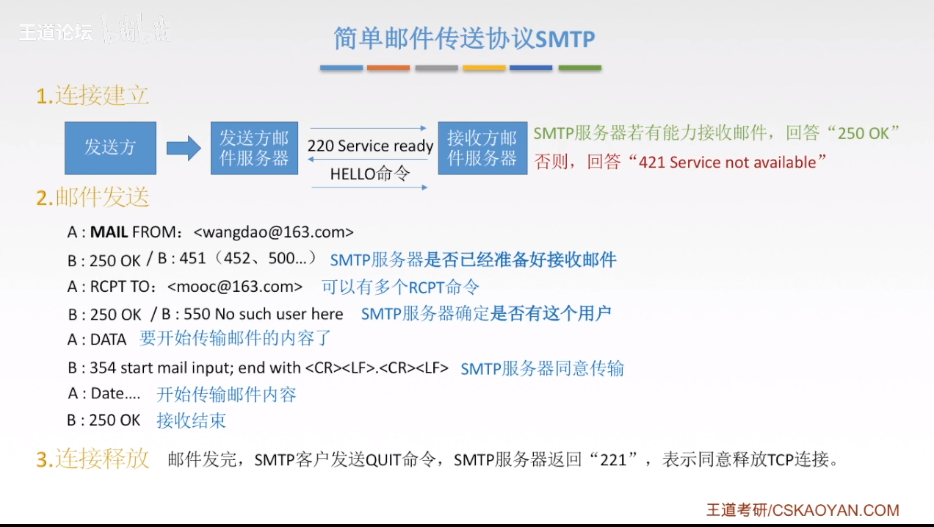 王道论坛
简单邮件传送协议SMTP
1.连接建立
发送方
发送方邮件服务器
220 Service ready
HELLO命令
接收方邮件服务器
SMTP服务器若有能力接收邮件，回答“250 OK”
否则，回答“421 Service not available”
2.邮件发送
A : MAIL FROM：<wangdao@163.com>
B : 250 OK / B : 451（452、500…） SMTP服务器是否已经准备好接收邮件
A : RCPT TO：<mooc@163.com> 可以有多个RCPT命令
B : 250 OK / B : 550 No such user here SMTP服务器确定是否有这个用户
A : DATA 要开始传输邮件的内容了
B : 354 start mail input; end with <CR><LF>.<CR><LF> SMTP服务器同意传输
A : Date.... 开始传输邮件内容
B : 250 OK 接收结束
3.连接释放 邮件发完，SMTP客户发送QUIT命令，SMTP服务器返回“221”，表示同意释放TCP连接。
王道考研/CSKAOYAN.COM